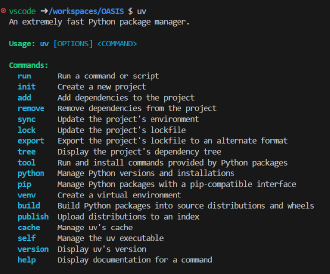 vscode ➜/workspaces/OASIS $ uv
An extremely fast Python package manager.
Usage: uv [OPTIONS] <COMMAND>
Commands:
run Run a command or script
init Create a new project
add Add dependencies to the project
remove Remove dependencies from the project
sync Update the project's environment
lock Update the project's lockfile
export Export the project's lockfile to an alternate format
tree Display the project's dependency tree
tool Run and install commands provided by Python packages
python Manage Python versions and installations
pip Manage Python packages with a pip-compatible interface
venv Create a virtual environment
build Build Python packages into source distributions and wheels
publish Upload distributions to an index
cache Manage uv's cache
self Manage the uv executable
version Display uv's version
help Display documentation for a command